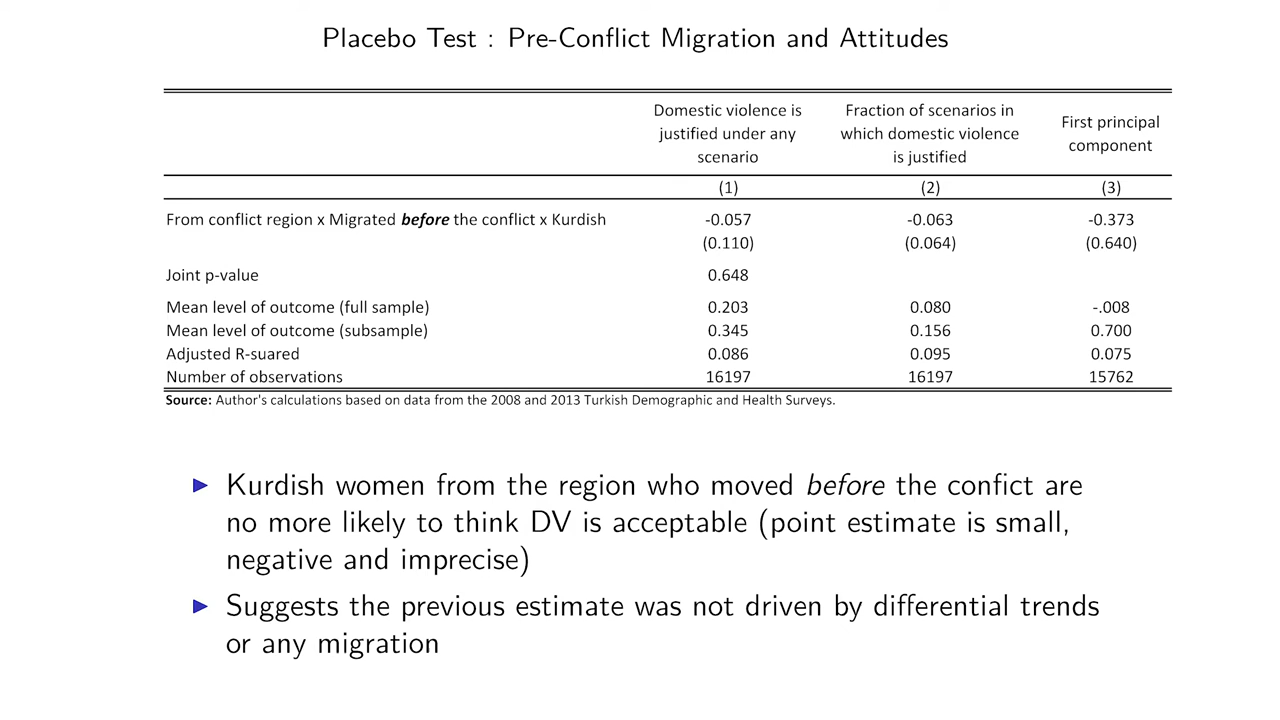 Placebo Test : Pre-Conflict Migration and Attitudes
Domestic violence is justified under any scenario
Fraction of scenarios in which domestic violence is justified
First principal component
(1) (2) (3)
From conflict region x Migrated before the conflict x Kurdish -0.057 -0.063 -0.373
(0.110) (0.064) (0.640)
Joint p-value 0.648
Mean level of outcome (full sample) 0.203 0.080 -.008
Mean level of outcome (subsample) 0.345 0.156 0.700
Adjusted R-suared 0.086 0.095 0.075
Number of observations 16197 16197 15762
Source: Author's calculations based on data from the 2008 and 2013 Turkish Demographic and Health Surveys.
Kurdish women from the region who moved before the confict are
no more likely to think DV is acceptable (point estimate is small,
negative and imprecise)
Suggests the previous estimate was not driven by differential trends
or any migration